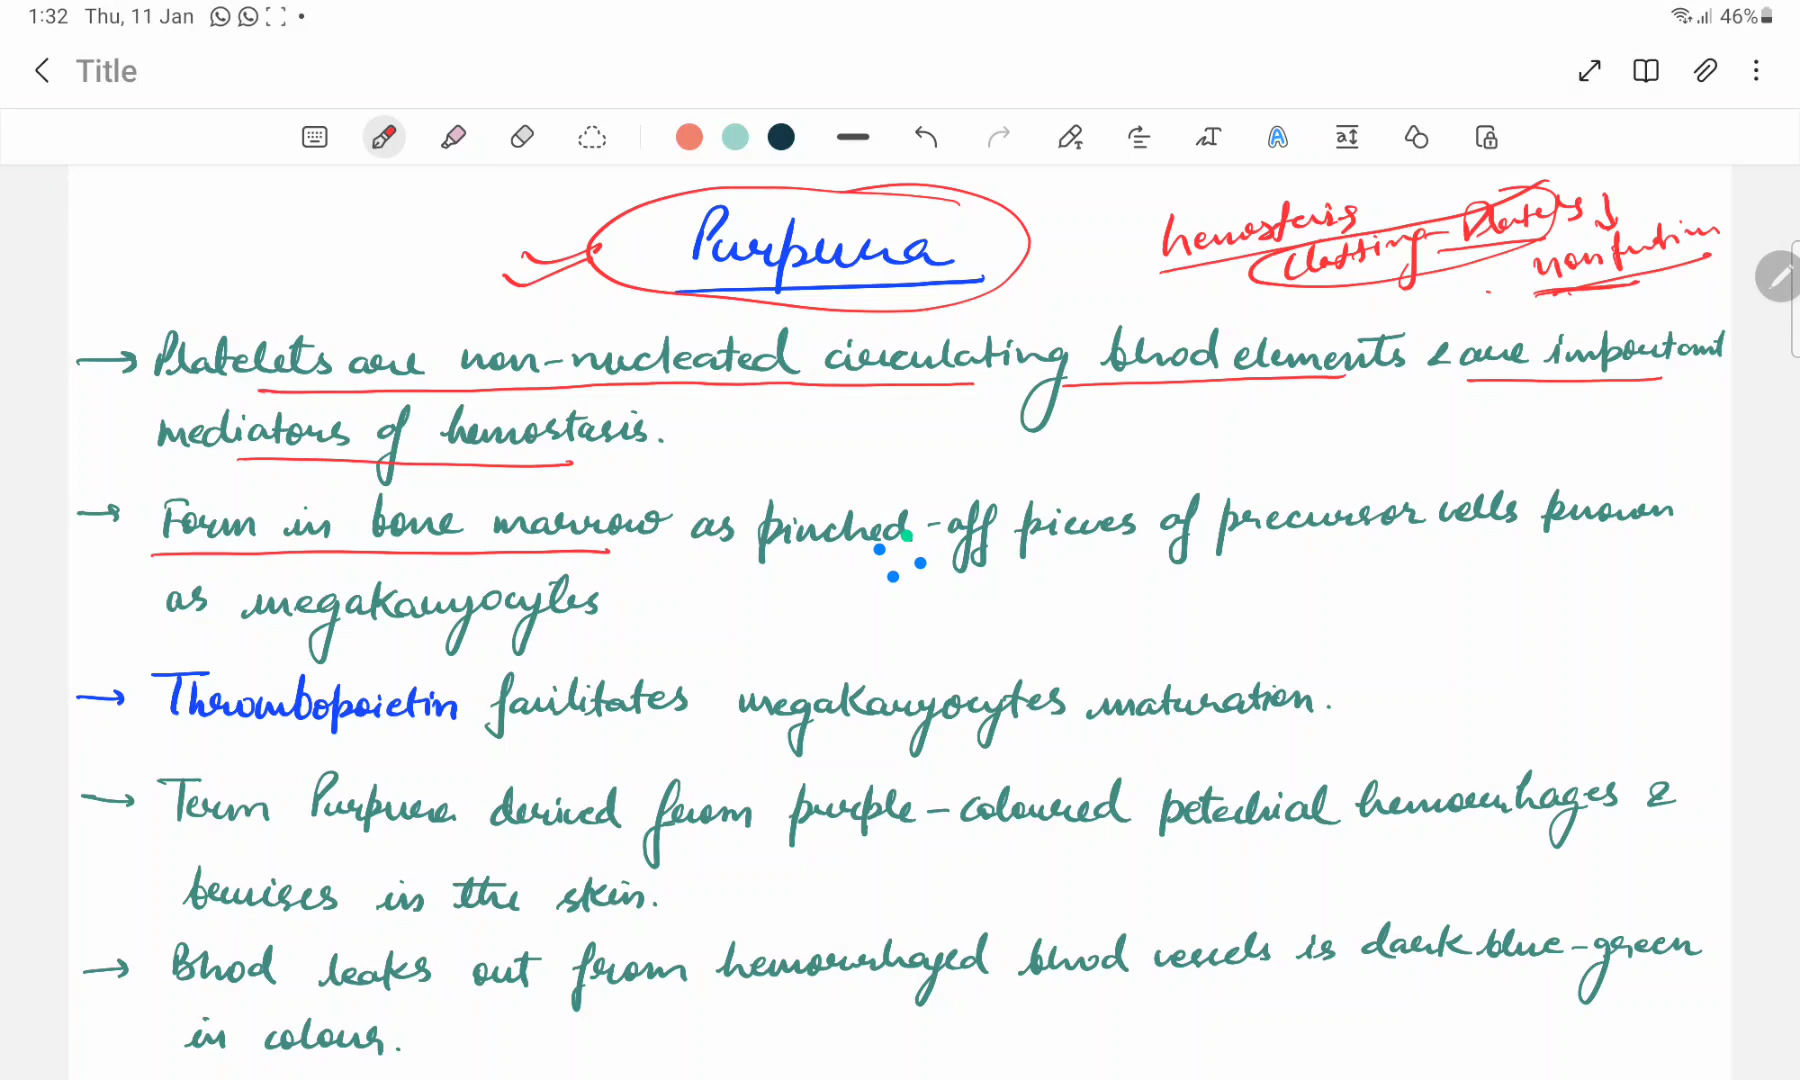 1:32 Thu, 11 Jan
46%
Title
Purpura
hemostasis
clotting - Platelets ↓
→ Platelets are non-nucleated circulating blood elements & are important
mediators of hemostasis.
→ Form in bone marrow as pinched-off pieces of precursor cells known
as megakaryocytes
→ Thrombopoietin facilitates megakaryocytes maturation.
→ Term Purpura derived from purple-coloured petechial hemorrhages &
bruises in the skin.
→ Blood leaks out from hemorrhaged blood vessels is dark blue-green
in colour.